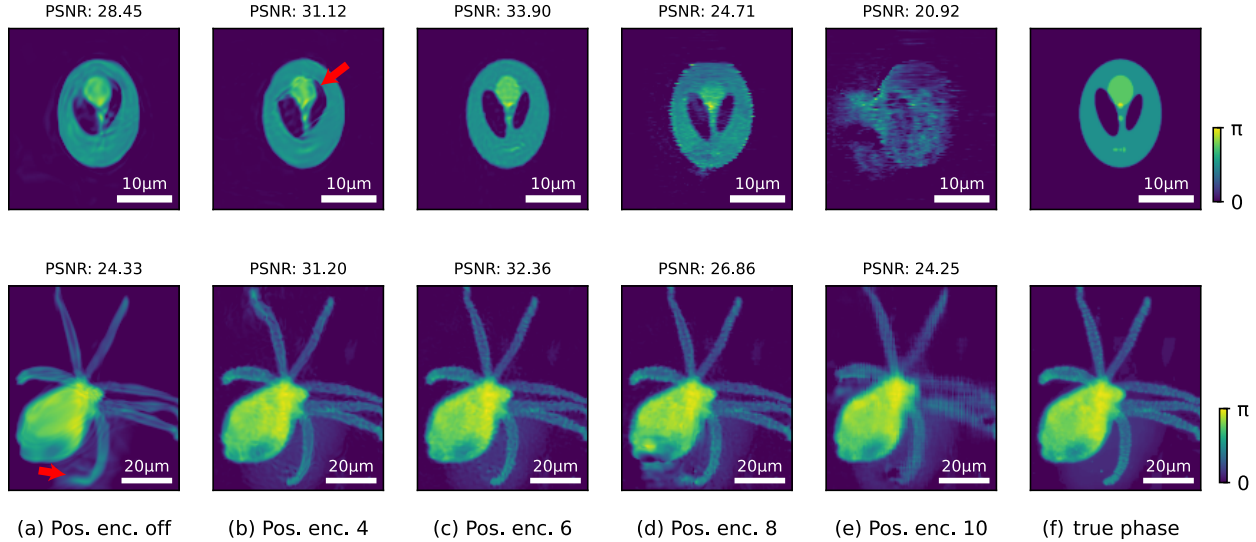 PSNR: 28.45 PSNR: 31.12 PSNR: 33.90 PSNR: 24.71 PSNR: 20.92
π
0
10μm 10μm 10μm 10μm 10μm 10μm
PSNR: 24.33 PSNR: 31.20 PSNR: 32.36 PSNR: 26.86 PSNR: 24.25
π
0
20μm 20μm 20μm 20μm 20μm 20μm
(a) Pos. enc. off (b) Pos. enc. 4 (c) Pos. enc. 6 (d) Pos. enc. 8 (e) Pos. enc. 10 (f) true phase